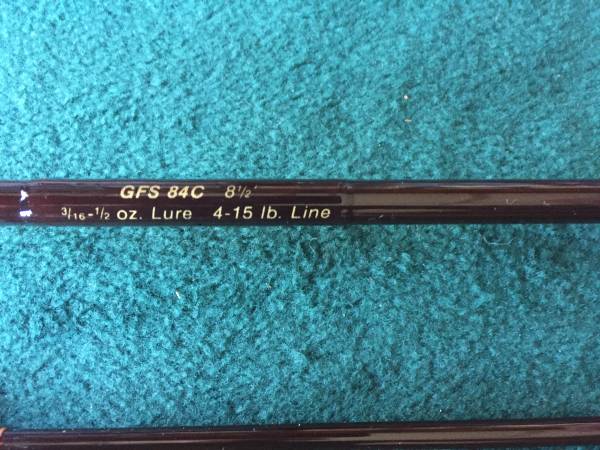 GFS 84C 8½'
3/16-1/2 oz. Lure 4-15 lb. Line